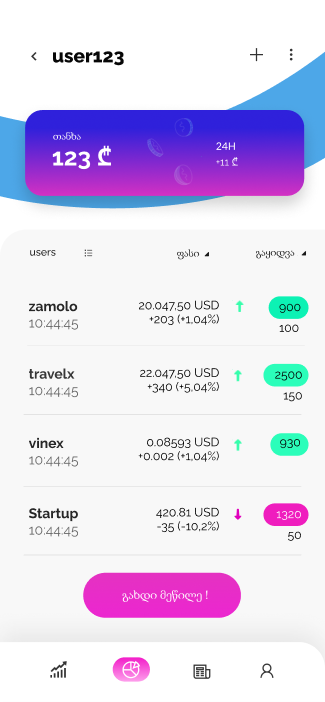 user123
თანხა
123 ₾
24H
+11 ₾
users
ფასი
გაყიდვა
zamolo
20.047,50 USD
900
10:44:45
+203 (+1,04%)
100
travelx
22.047,50 USD
2500
10:44:45
+340 (+5,04%)
150
vinex
0.08593 USD
930
10:44:45
+0.002 (+1,04%)
Startup
420.81 USD
1320
10:44:45
-35 (-10,2%)
50
გახდი მეწილე !